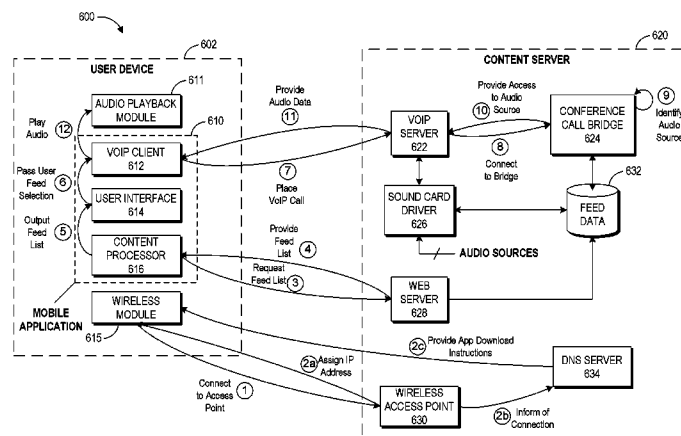 600
602
USER DEVICE
611
AUDIO PLAYBACK
MODULE
610
Play
Audio
12
VOIP CLIENT
612
Pass User
Feed
Selection
6
USER INTERFACE
614
Output
Feed
List
5
CONTENT
PROCESSOR
616
MOBILE
APPLICATION
WIRELESS
MODULE
615
Provide
Audio Data
11
7
Place
VoIP Call
Provide
Feed
List
4
Request
Feed List
3
2c
Provide App Download
Instructions
2a
Assign IP
Address
Connect
to Access
Point
1
620
CONTENT SERVER
Provide Access
to Audio
Source
10
8
Connect
to Bridge
VOIP
SERVER
622
CONFERENCE
CALL BRIDGE
624
9
Identify
Audio
Source
632
SOUND CARD
DRIVER
626
FEED
DATA
AUDIO SOURCES
WEB
SERVER
628
DNS SERVER
634
WIRELESS
ACCESS POINT
630
2b
Inform of
Connection